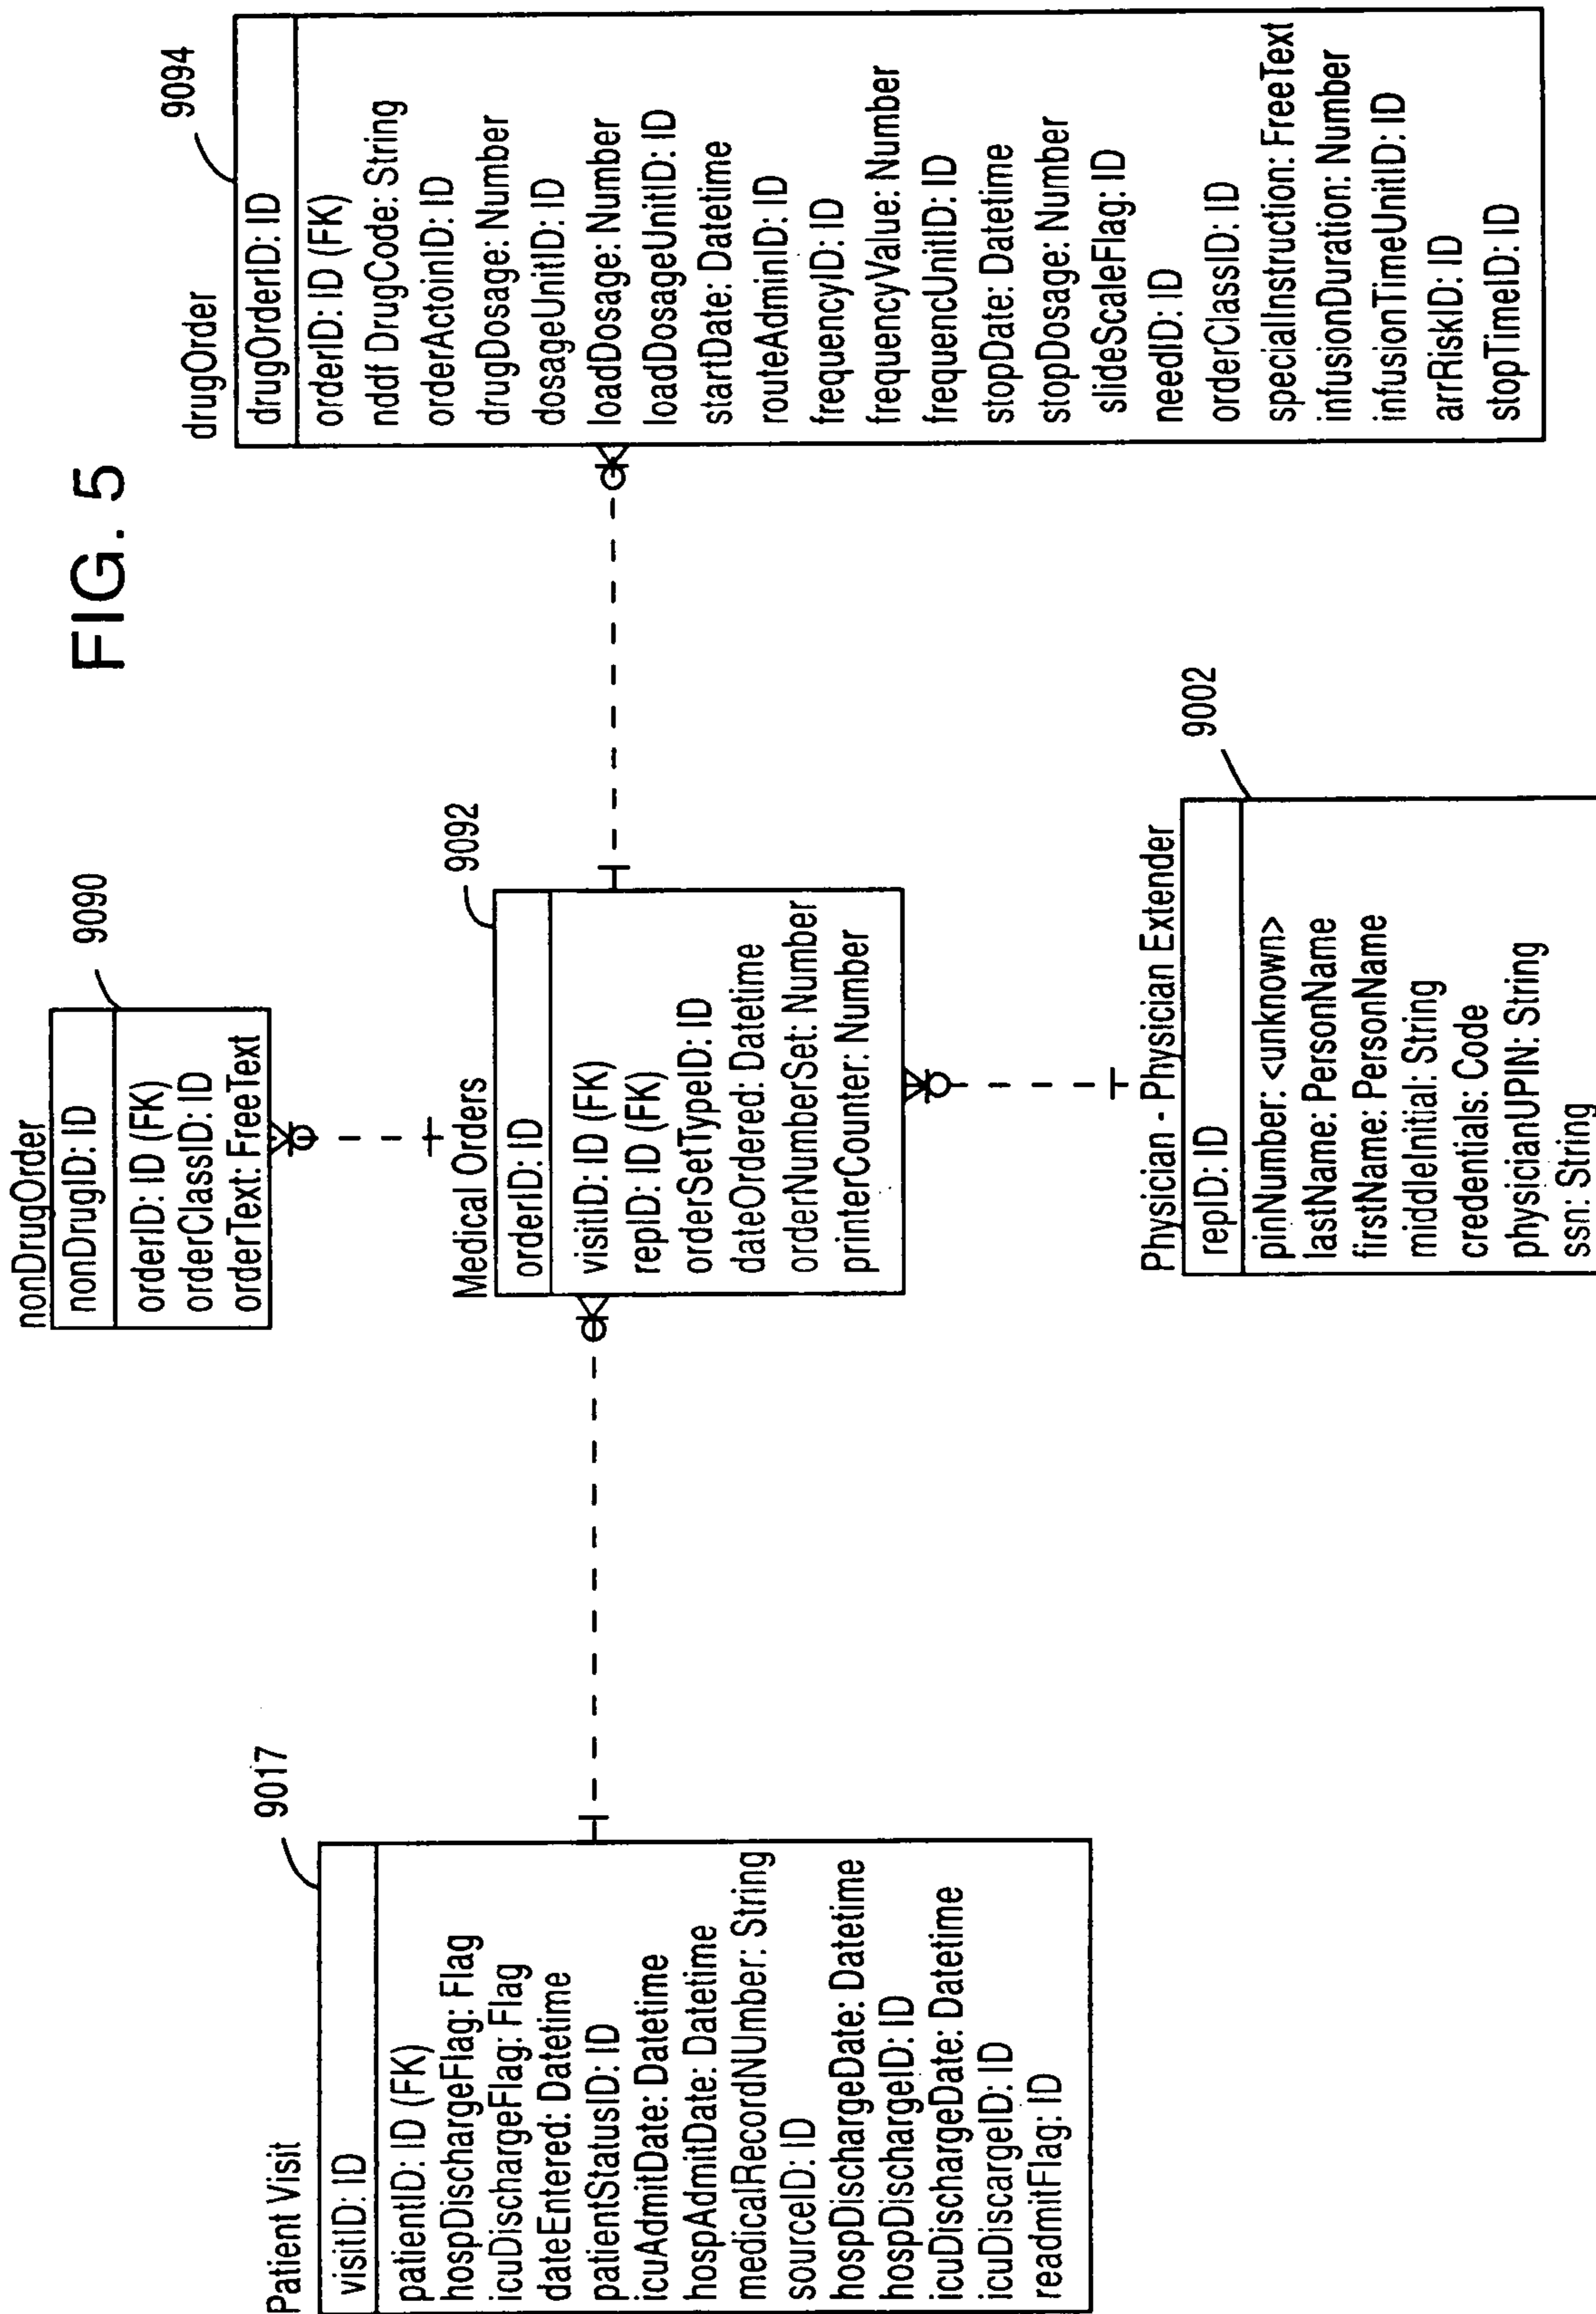 FIG. 5
Patient Visit
9017
visitID: ID
patientID: ID (FK)
hospDischargeFlag: Flag
icuDischargeFlag: Flag
dateEntered: Datetime
patientStatusID: ID
icuAdmitDate: Datetime
hospAdmitDate: Datetime
medicalRecordNUmber: String
sourceID: ID
hospDischargeDate: Datetime
hospDischargeID: ID
icuDischargeDate: Datetime
icuDiscargeID: ID
readmitFlag: ID
nonDrugOrder
9090
nonDrugID: ID
orderID: ID (FK)
orderClassID: ID
orderText: FreeText
Medical Orders
9092
orderID: ID
visitID: ID (FK)
repID: ID (FK)
orderSetTypeID: ID
dateOrdered: Datetime
orderNumberSet: Number
printerCounter: Number
Physician - Physician Extender
9002
repID: ID
pinNumber: <unknown>
lastName: PersonName
firstName: PersonName
middleInitial: String
credentials: Code
physicianUPIN: String
ssn: String
drugOrder
9094
drugOrderID: ID
orderID: ID (FK)
nddf DrugCode: String
orderActoinID: ID
drugDosage: Number
dosageUnitID: ID
loadDosage: Number
loadDosageUnitID: ID
startDate: Datetime
routeAdminID: ID
frequencyID: ID
frequencyValue: Number
frequencUnitID: ID
stopDate: Datetime
stopDosage: Number
slideScaleFlag: ID
needID: ID
orderClassID: ID
specialInstruction: FreeText
infusionDuration: Number
infusionTimeUnitID: ID
arrRiskID: ID
stopTimeID: ID